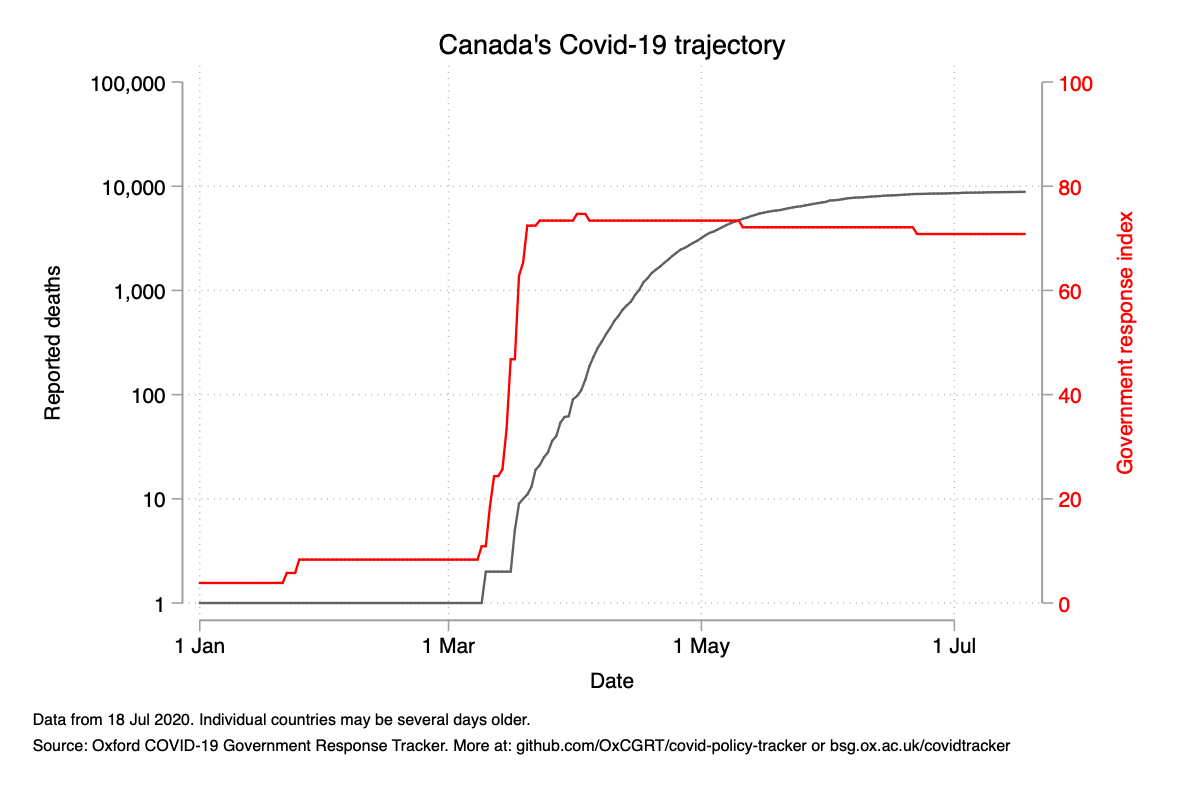 Canada's Covid-19 trajectory
100,000
10,000
1,000
100
10
1
Reported deaths
100
80
60
40
20
0
Government response index
1 Jan
1 Mar
1 May
1 Jul
Date
Data from 18 Jul 2020. Individual countries may be several days older.
Source: Oxford COVID-19 Government Response Tracker. More at: github.com/OxCGRT/covid-policy-tracker or bsg.ox.ac.uk/covidtracker